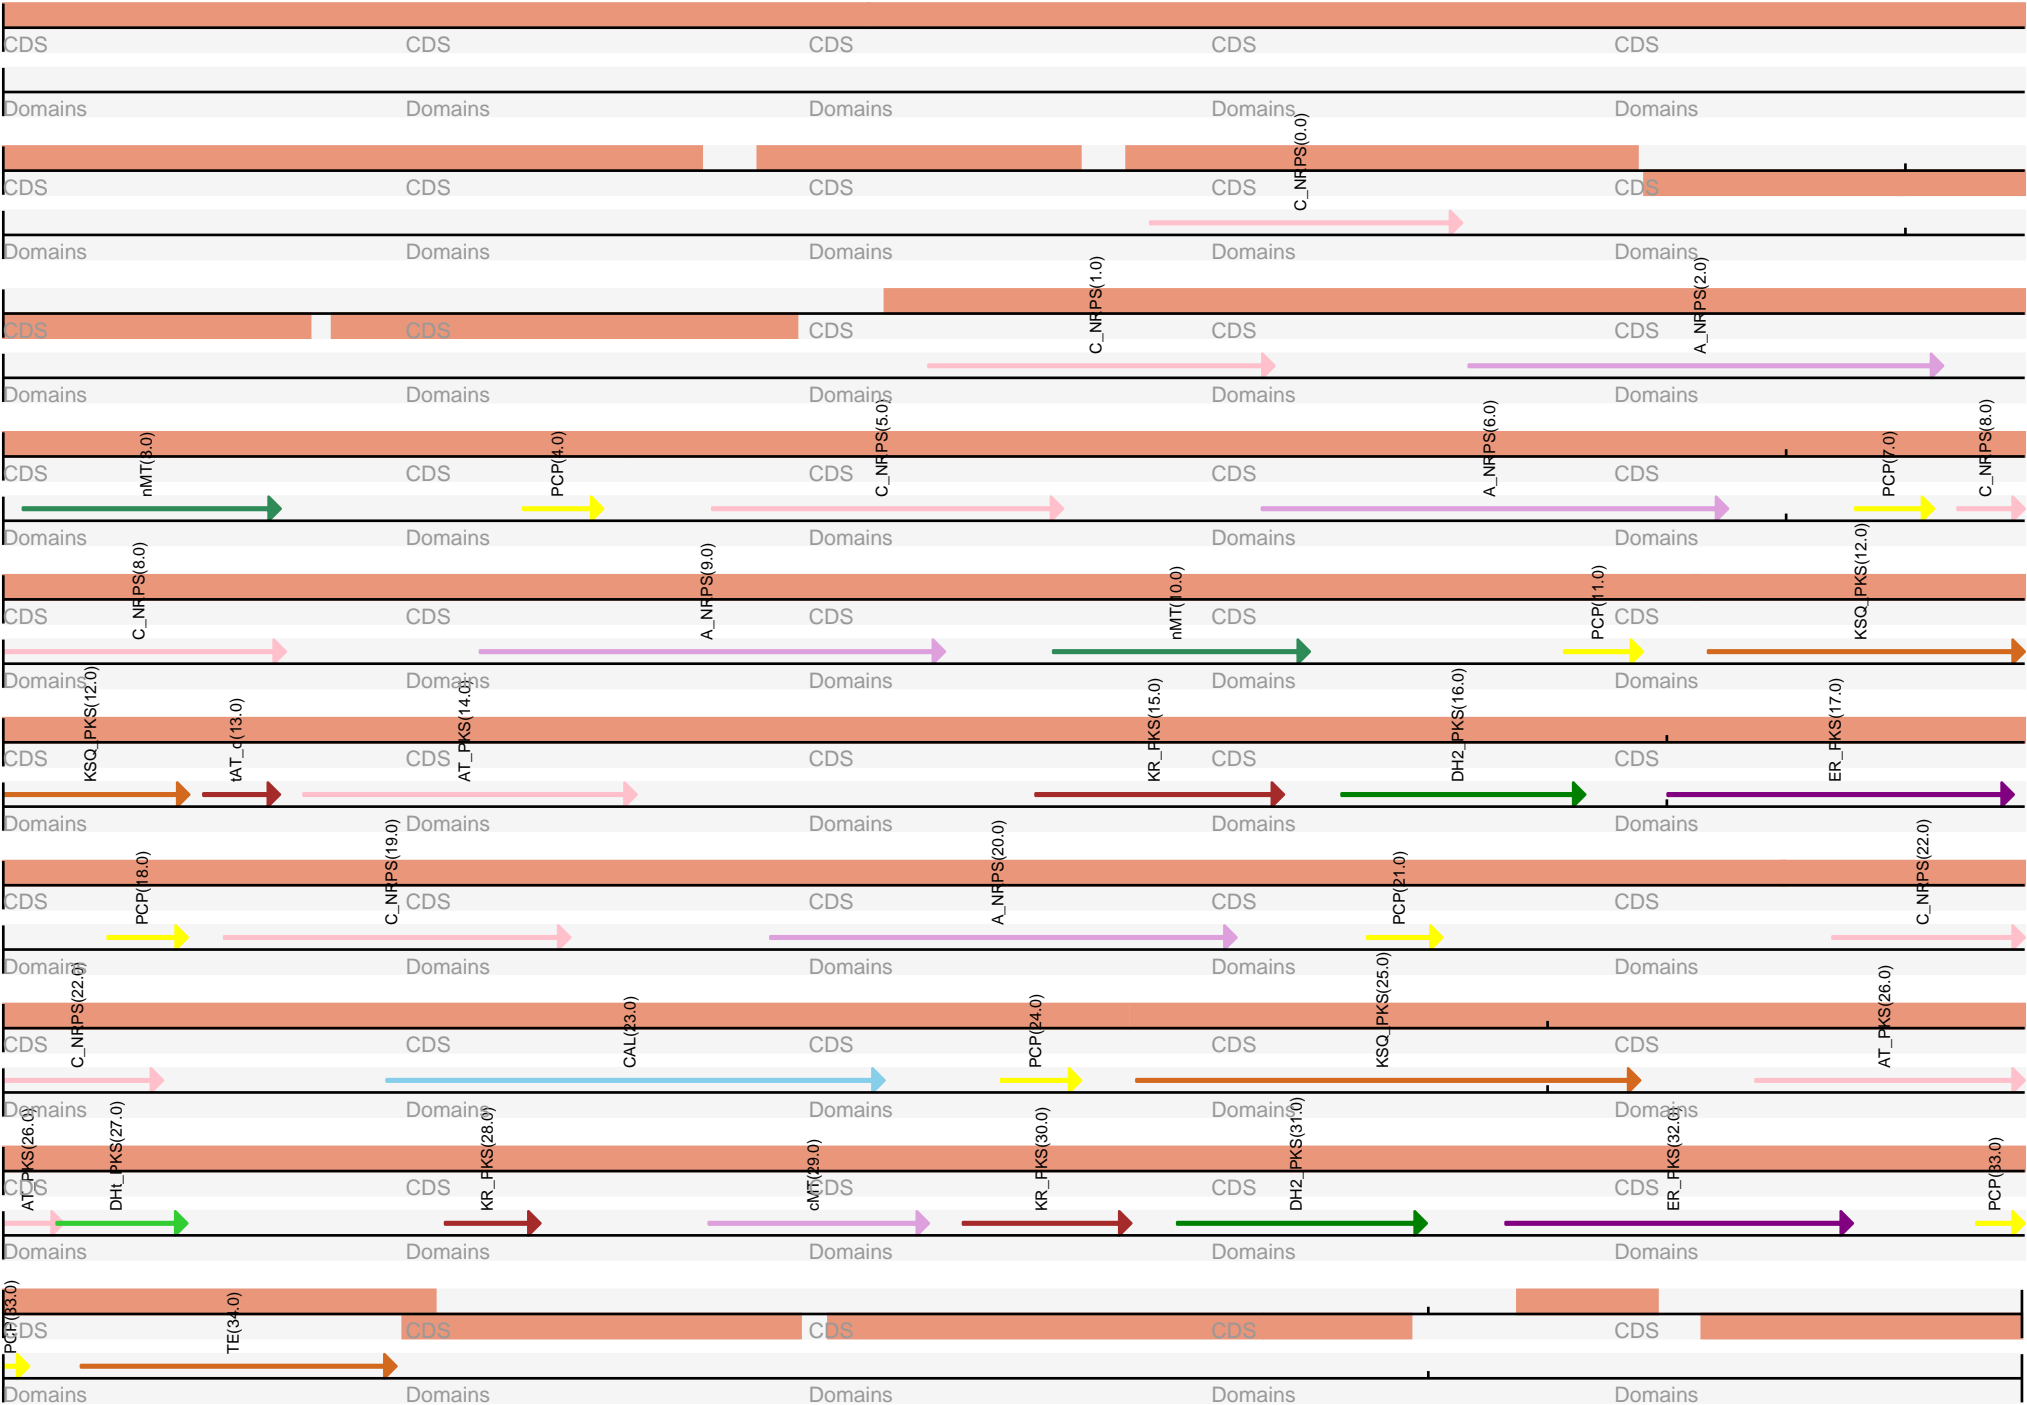 CDS CDS CDS CDS CDS
Domains Domains Domains Domains Domains
C_NRPS(0.0)
CDS CDS CDS CDS CDS
Domains Domains Domains Domains Domains
C_NRPS(1.0) A_NRPS(2.0)
CDS CDS CDS CDS CDS
Domains Domains Domains Domains Domains
nMT(3.0) PCP(4.0) C_NRPS(5.0) A_NRPS(6.0) PCP(7.0) C_NRPS(8.0)
CDS CDS CDS CDS CDS
Domains Domains Domains Domains Domains
C_NRPS(8.0) A_NRPS(9.0) nMT(10.0) PCP(11.0) KSQ_PKS(12.0)
CDS CDS CDS CDS CDS
Domains Domains Domains Domains Domains
KSQ_PKS(12.0) tAT_d(13.0) AT_PKS(14.0) KR_PKS(15.0) DH2_PKS(16.0) ER_PKS(17.0)
CDS CDS CDS CDS CDS
Domains Domains Domains Domains Domains
PCP(18.0) C_NRPS(19.0) A_NRPS(20.0) PCP(21.0) C_NRPS(22.0)
CDS CDS CDS CDS CDS
Domains Domains Domains Domains Domains
C_NRPS(22.0) CAL(23.0) PCP(24.0) KSQ_PKS(25.0) AT_PKS(26.0)
CDS CDS CDS CDS CDS
Domains Domains Domains Domains Domains
AT_PKS(26.0) DHt_PKS(27.0) KR_PKS(28.0) cMT(29.0) KR_PKS(30.0) DH2_PKS(31.0) ER_PKS(32.0) PCP(33.0)
CDS CDS CDS CDS CDS
Domains Domains Domains Domains Domains
PCP(33.0) TE(34.0)
CDS CDS CDS CDS CDS
Domains Domains Domains Domains Domains